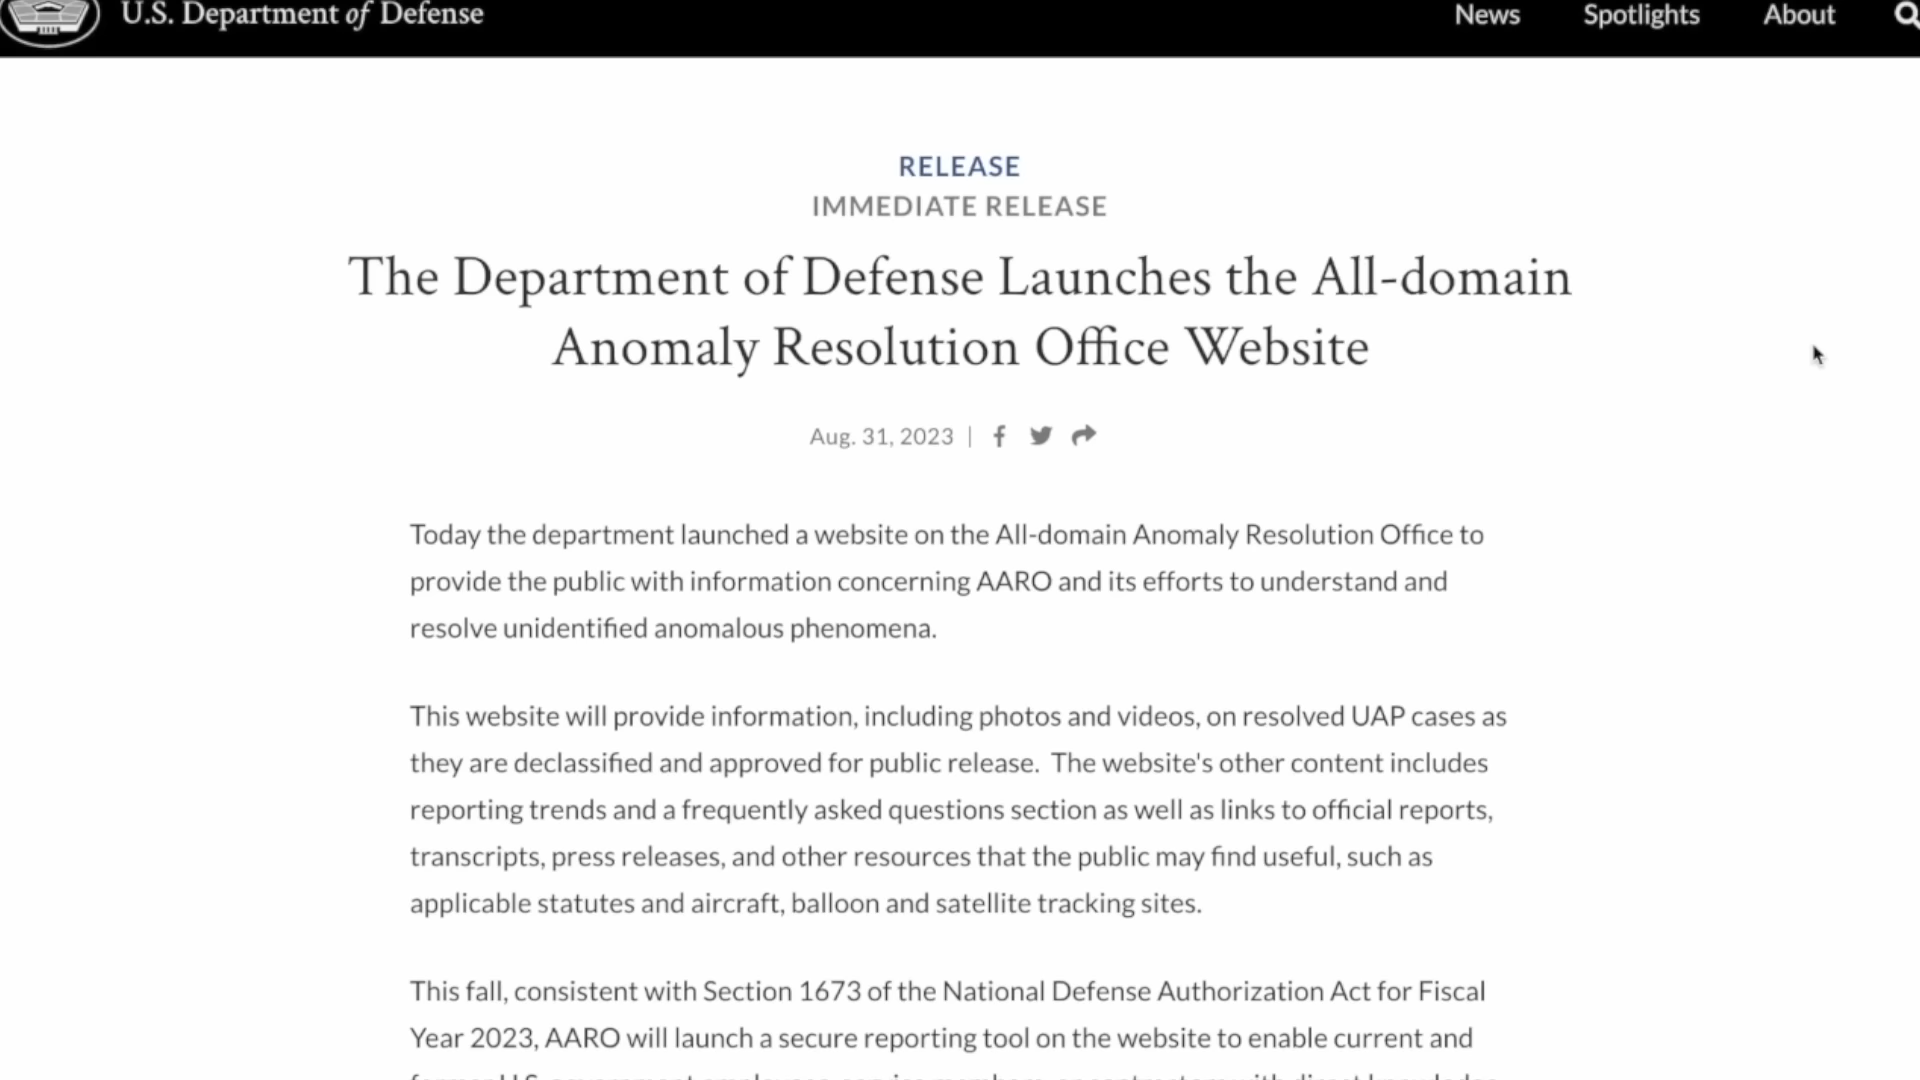 U.S. Department of Defense
News Spotlights About
RELEASE
IMMEDIATE RELEASE
The Department of Defense Launches the All-domain
Anomaly Resolution Office Website
Aug. 31, 2023 |
Today the department launched a website on the All-domain Anomaly Resolution Office to
provide the public with information concerning AARO and its efforts to understand and
resolve unidentified anomalous phenomena.
This website will provide information, including photos and videos, on resolved UAP cases as
they are declassified and approved for public release.  The website's other content includes
reporting trends and a frequently asked questions section as well as links to official reports,
transcripts, press releases, and other resources that the public may find useful, such as
applicable statutes and aircraft, balloon and satellite tracking sites.
This fall, consistent with Section 1673 of the National Defense Authorization Act for Fiscal
Year 2023, AARO will launch a secure reporting tool on the website to enable current and